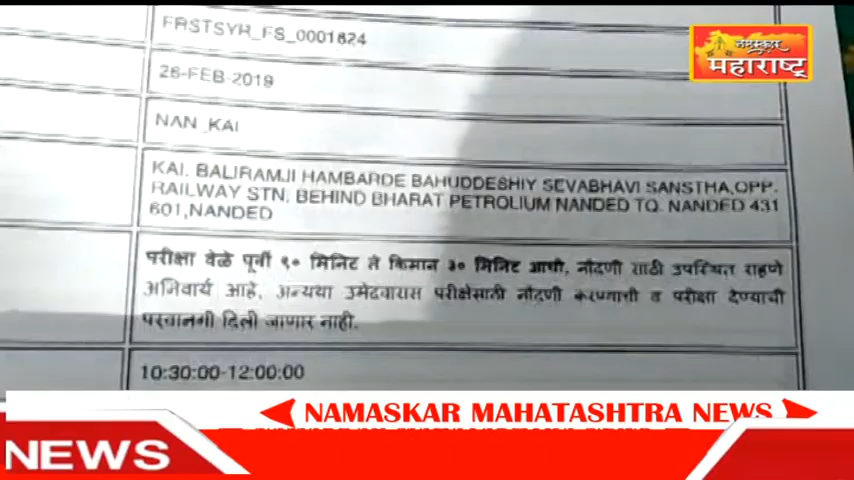 FRSTSYR_FS_0001624
नमस्कार
महाराष्ट्र
26-FEB-2019
NAN_KAI
KAI. BALIRAMJI HAMBARDE BAHUDDESHIY SEVABHAVI SANSTHA,OPP.
RAILWAY STN. BEHIND BHARAT PETROLIUM NANDED TQ. NANDED 431
601,NANDED
परीक्षा वेळे पूर्वी ९० मिनिट ते किमान ३० मिनिट आधी, नोंदणी साठी उपस्थित राहणे
अनिवार्य आहे. अन्यथा उमेदवारास परीक्षेसाठी नोंदणी करण्याची व परीक्षा देण्याची
परवानगी दिली जाणार नाही.
10:30:00-12:00:00
NAMASKAR MAHATASHTRA NEWS
NEWS